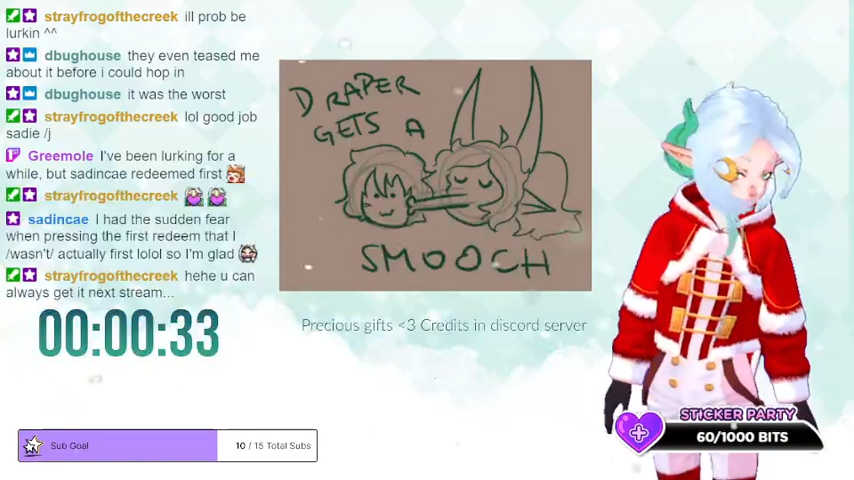 strayfrogofthecreek ill prob be
lurkin ^^
dbughouse they even teased me
about it before i could hop in
dbughouse it was the worst
strayfrogofthecreek lol good job
sadie /j
Greemole I've been lurking for a
while, but sadincae redeemed first
strayfrogofthecreek
sadincae I had the sudden fear
when pressing the first redeem that I
/wasn't/ actually first lolol so I'm glad
strayfrogofthecreek hehe u can
always get it next stream...
00:00:33
Sub Goal
10 / 15 Total Subs
DRAPER
GETS A
SMOOCH
Precious gifts <3 Credits in discord server
STICKER PARTY
60/1000 BITS